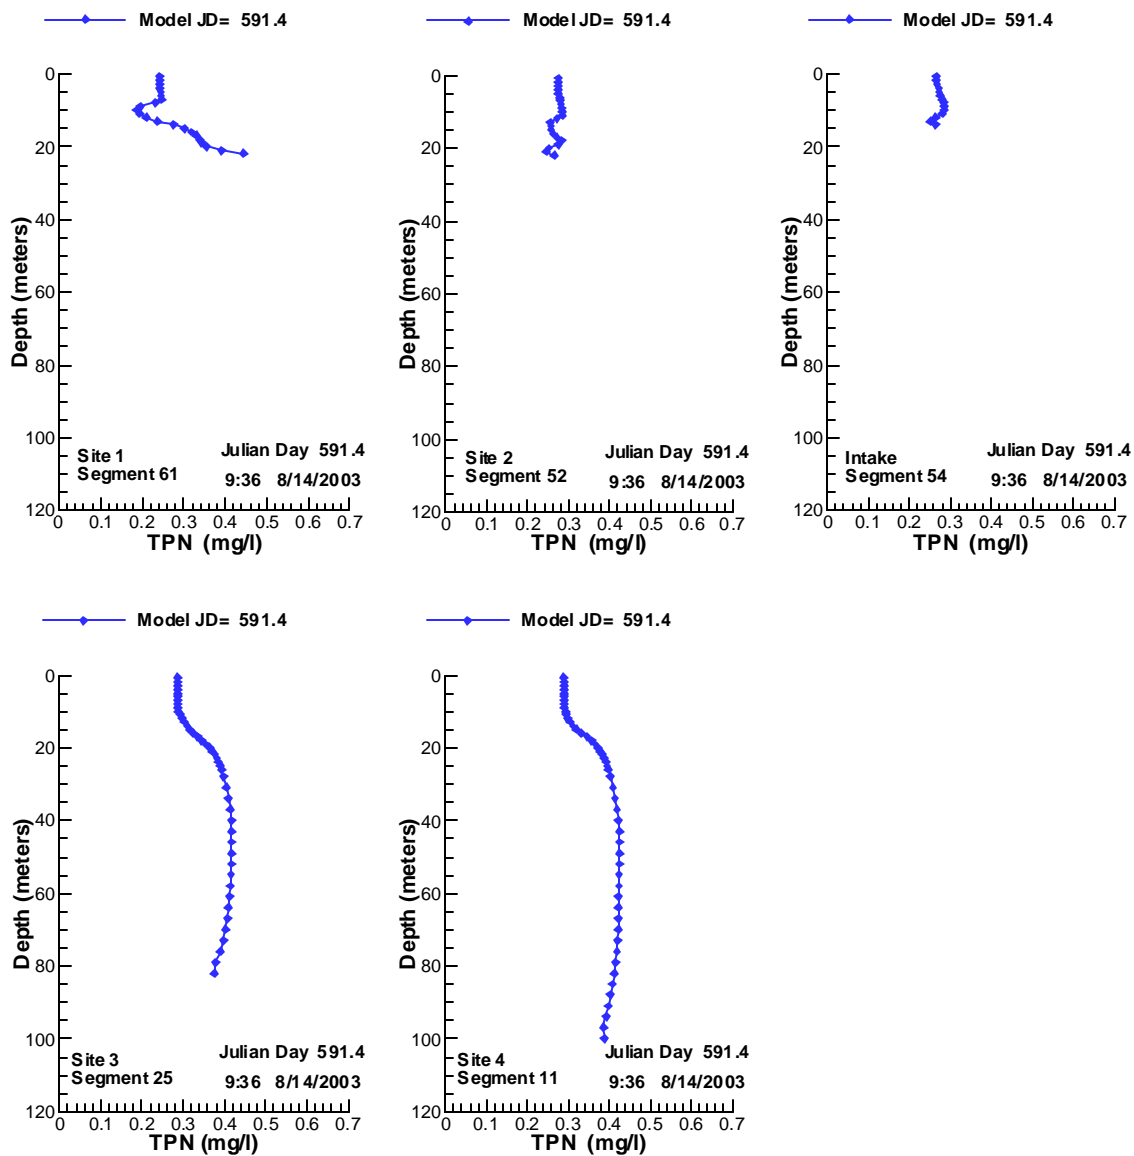 Model JD= 591.4
0
20
40
60
80
100
120
Depth (meters)
Site 1
Segment 61
Julian Day 591.4
9:36 8/14/2003
0 0.1 0.2 0.3 0.4 0.5 0.6 0.7
TPN (mg/l)
Model JD= 591.4
0
20
40
60
80
100
120
Depth (meters)
Site 2
Segment 52
Julian Day 591.4
9:36 8/14/2003
0 0.1 0.2 0.3 0.4 0.5 0.6 0.7
TPN (mg/l)
Model JD= 591.4
0
20
40
60
80
100
120
Depth (meters)
Intake
Segment 54
Julian Day 591.4
9:36 8/14/2003
0 0.1 0.2 0.3 0.4 0.5 0.6 0.7
TPN (mg/l)
Model JD= 591.4
0
20
40
60
80
100
120
Depth (meters)
Site 3
Segment 25
Julian Day 591.4
9:36 8/14/2003
0 0.1 0.2 0.3 0.4 0.5 0.6 0.7
TPN (mg/l)
Model JD= 591.4
0
20
40
60
80
100
120
Depth (meters)
Site 4
Segment 11
Julian Day 591.4
9:36 8/14/2003
0 0.1 0.2 0.3 0.4 0.5 0.6 0.7
TPN (mg/l)